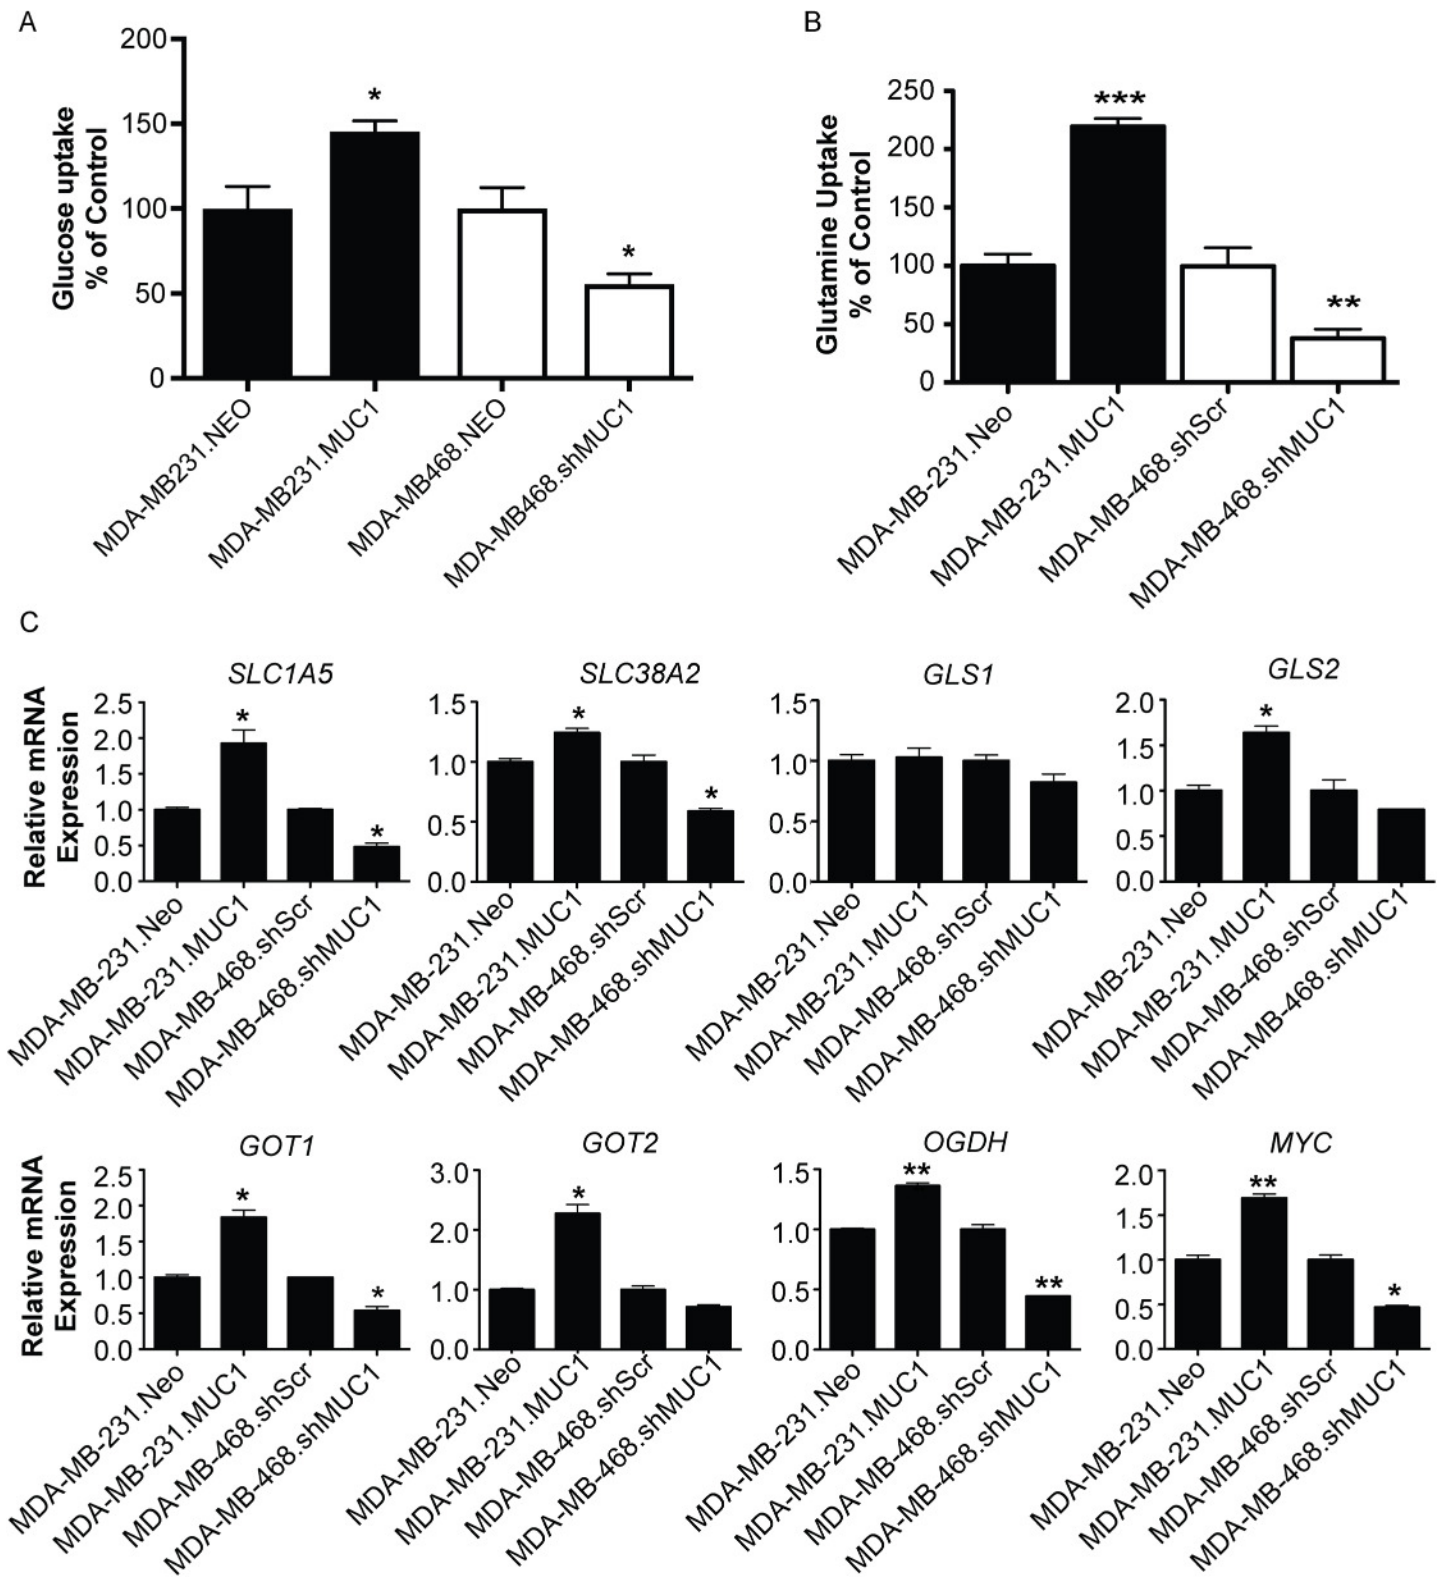 A
B
Glucose uptake
% of Control
200
150
100
50
0
*
*
MDA-MB231.NEO
MDA-MB231.MUC1
MDA-MB468.NEO
MDA-MB468.shMUC1
Glutamine Uptake
% of Control
250
200
150
100
50
0
***
**
MDA-MB-231.Neo
MDA-MB-231.MUC1
MDA-MB-468.shScr
MDA-MB-468.shMUC1
C
Relative mRNA
Expression
SLC1A5
2.5
2.0
1.5
1.0
0.5
0.0
*
*
MDA-MB-231.Neo
MDA-MB-231.MUC1
MDA-MB-468.shScr
MDA-MB-468.shMUC1
SLC38A2
1.5
1.0
0.5
0.0
*
*
MDA-MB-231.Neo
MDA-MB-231.MUC1
MDA-MB-468.shScr
MDA-MB-468.shMUC1
GLS1
1.5
1.0
0.5
0.0
MDA-MB-231.Neo
MDA-MB-231.MUC1
MDA-MB-468.shScr
MDA-MB-468.shMUC1
GLS2
2.0
1.5
1.0
0.5
0.0
*
MDA-MB-231.Neo
MDA-MB-231.MUC1
MDA-MB-468.shScr
MDA-MB-468.shMUC1
Relative mRNA
Expression
GOT1
2.5
2.0
1.5
1.0
0.5
0.0
*
*
MDA-MB-231.Neo
MDA-MB-231.MUC1
MDA-MB-468.shScr
MDA-MB-468.shMUC1
GOT2
3.0
2.0
1.0
0.0
*
MDA-MB-231.Neo
MDA-MB-231.MUC1
MDA-MB-468.shScr
MDA-MB-468.shMUC1
OGDH
1.5
1.0
0.5
0.0
**
**
MDA-MB-231.Neo
MDA-MB-231.MUC1
MDA-MB-468.shScr
MDA-MB-468.shMUC1
MYC
2.0
1.5
1.0
0.5
0.0
**
*
MDA-MB-231.Neo
MDA-MB-231.MUC1
MDA-MB-468.shScr
MDA-MB-468.shMUC1